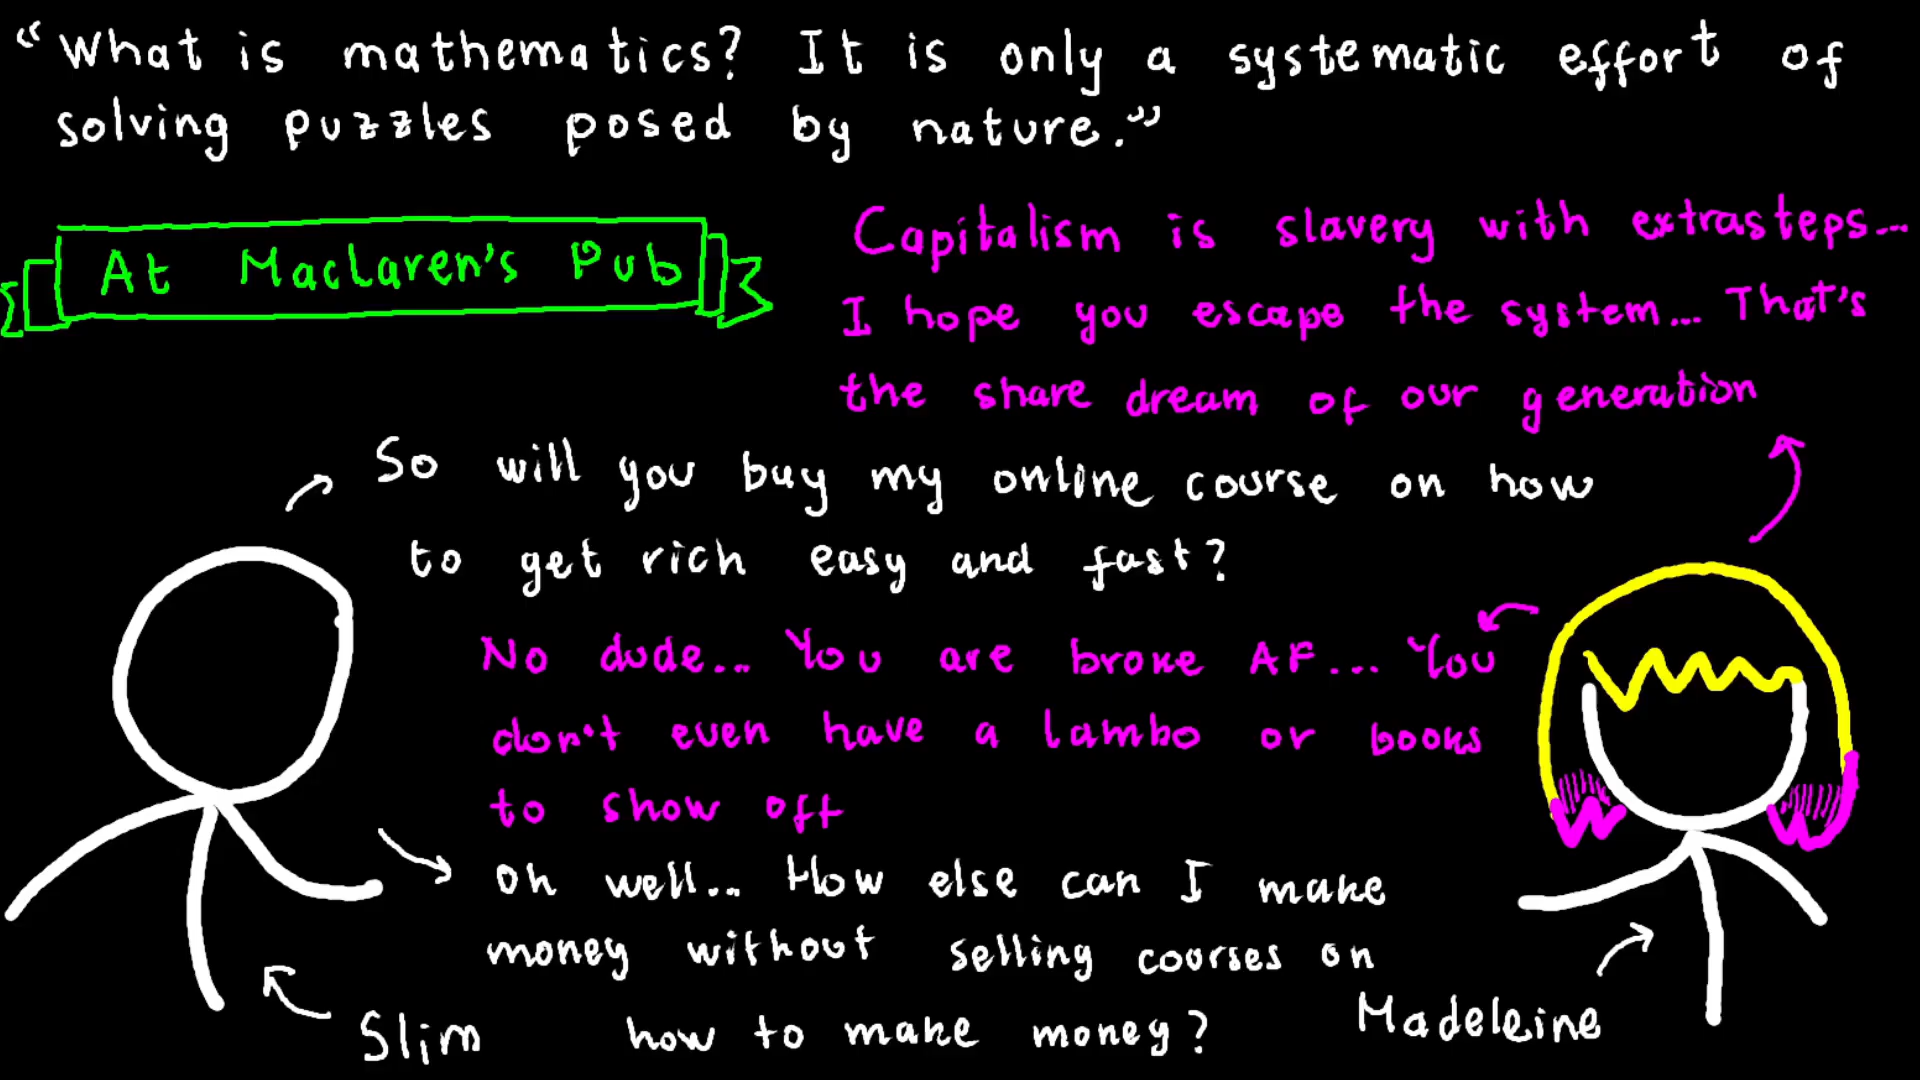 “What is mathematics? It is only a systematic effort of
solving puzzles posed by nature.”
At MacLaren's Pub
Capitalism is slavery with extrasteps...
I hope you escape the system... That's
the share dream of our generation
So will you buy my online course on how
to get rich easy and fast?
No dude... You are broke AF... You
don't even have a lambo or books
to show off
Oh well... How else can I make
money without selling courses on
how to make money?
Slim
Madeleine